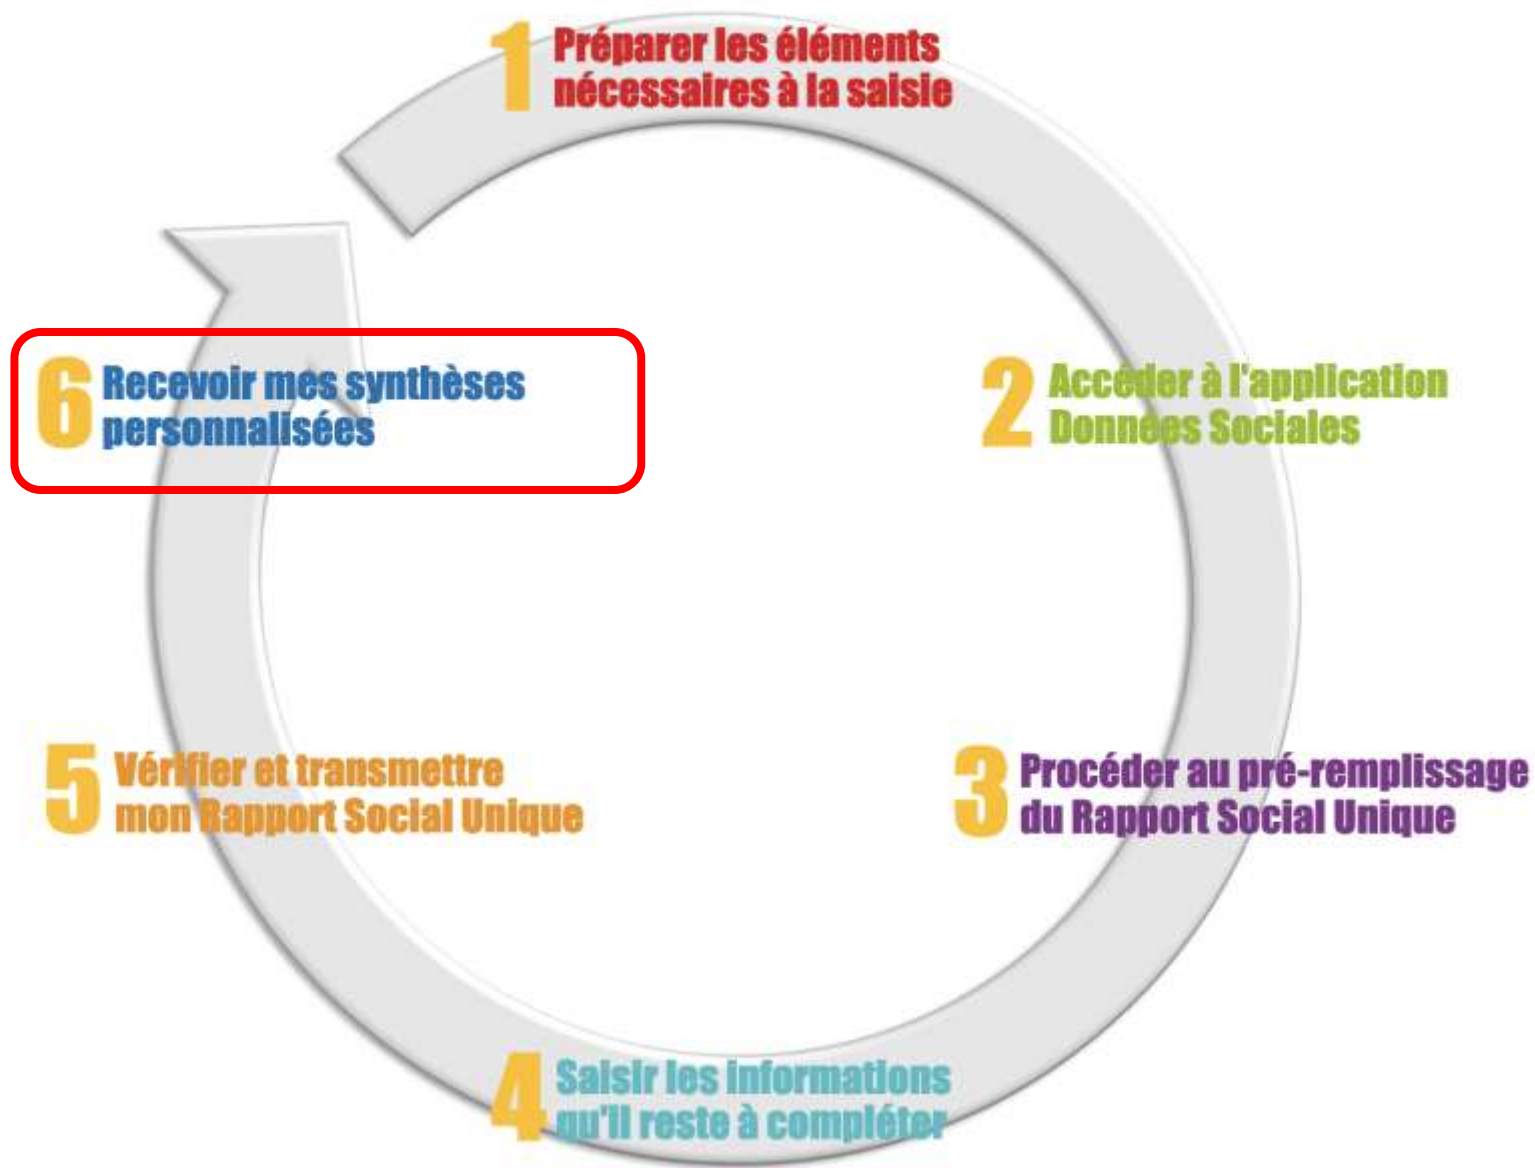 1 Préparer les éléments
nécessaires à la saisie
2 Accéder à l'application
Données Sociales
3 Procéder au pré-remplissage
du Rapport Social Unique
4 Saisir les informations
qu'il reste à compléter
5 Vérifier et transmettre
mon Rapport Social Unique
6 Recevoir mes synthèses
personnalisées